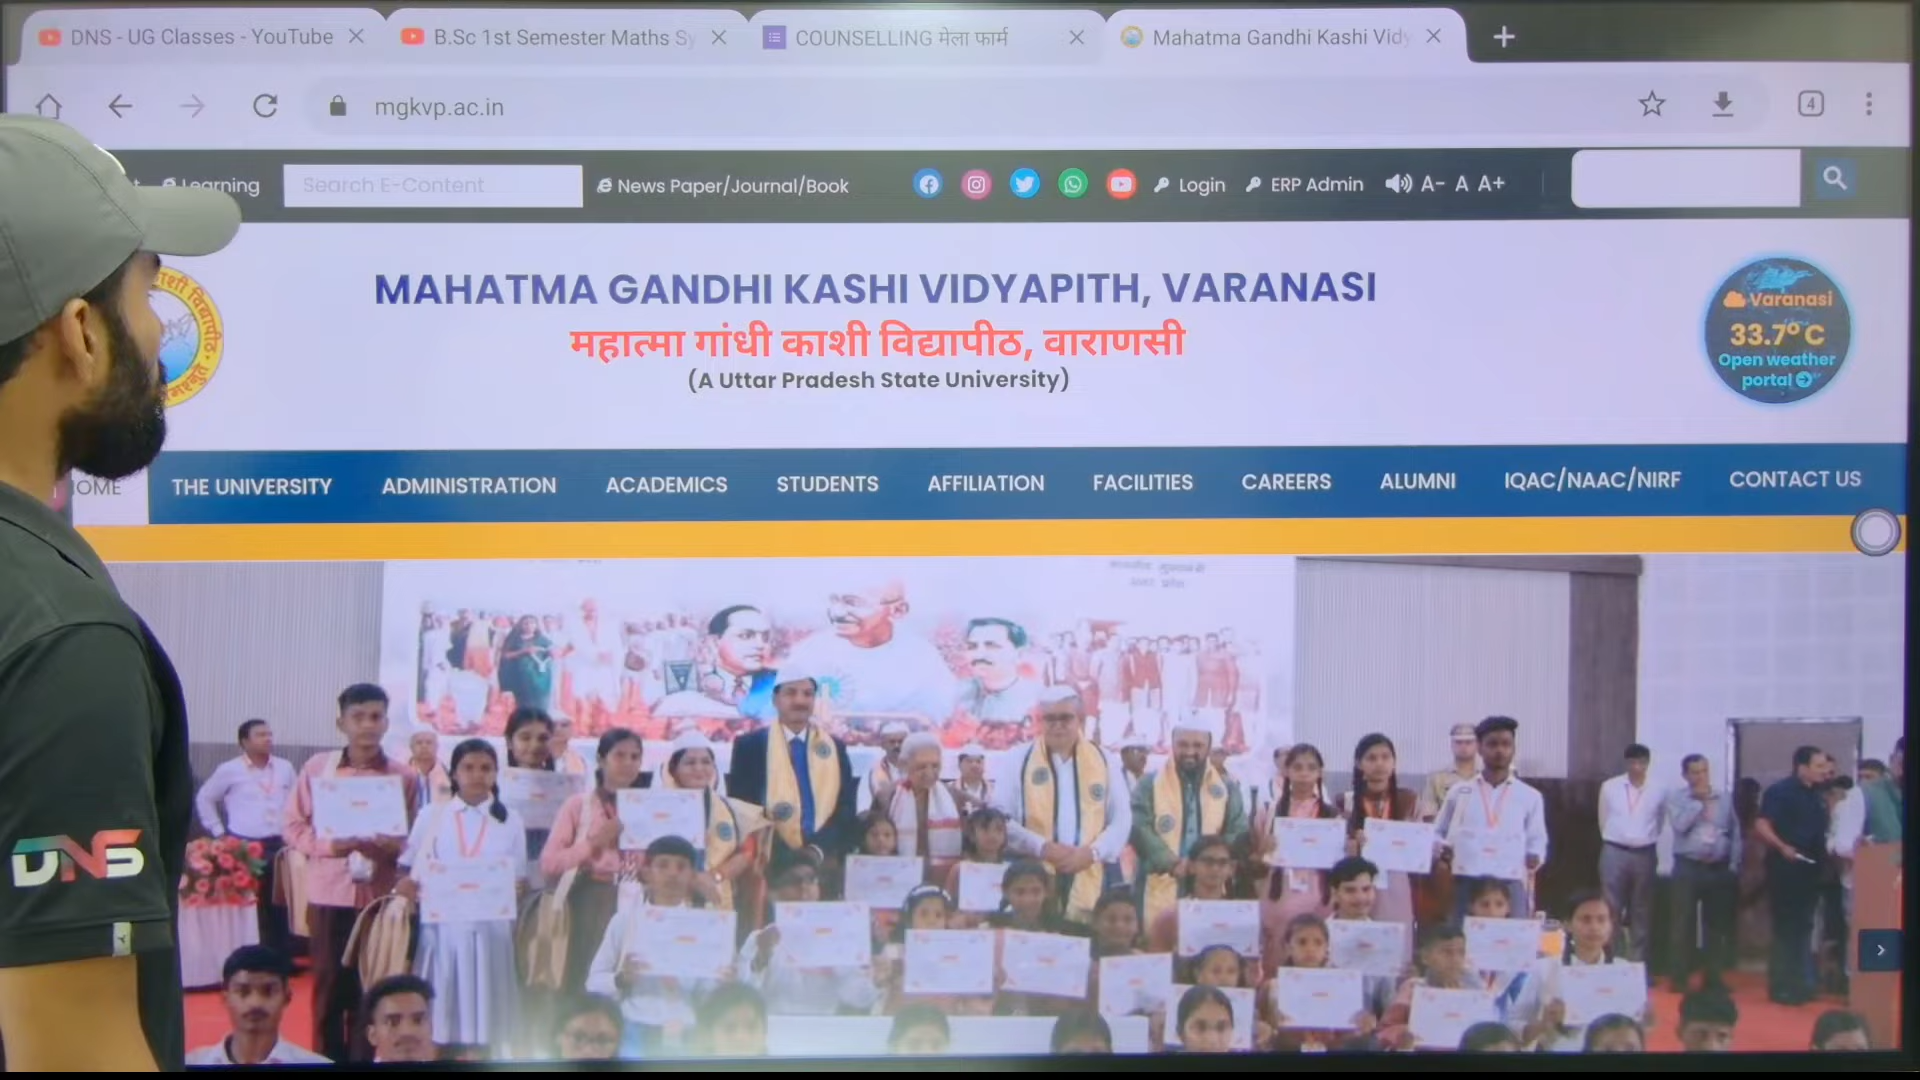 DNS - UG Classes - YouTube
B.Sc 1st Semester Maths Sy
COUNSELLING मेला फार्म
Mahatma Gandhi Kashi Vidy
mgkvp.ac.in
4
Learning
Search E-Content
News Paper/Journal/Book
Login
ERP Admin
A- A A+
MAHATMA GANDHI KASHI VIDYAPITH, VARANASI
महात्मा गांधी काशी विद्यापीठ, वाराणसी
(A Uttar Pradesh State University)
Varanasi
33.7° C
Open weather
portal
HOME
THE UNIVERSITY
ADMINISTRATION
ACADEMICS
STUDENTS
AFFILIATION
FACILITIES
CAREERS
ALUMNI
IQAC/NAAC/NIRF
CONTACT US
DNS